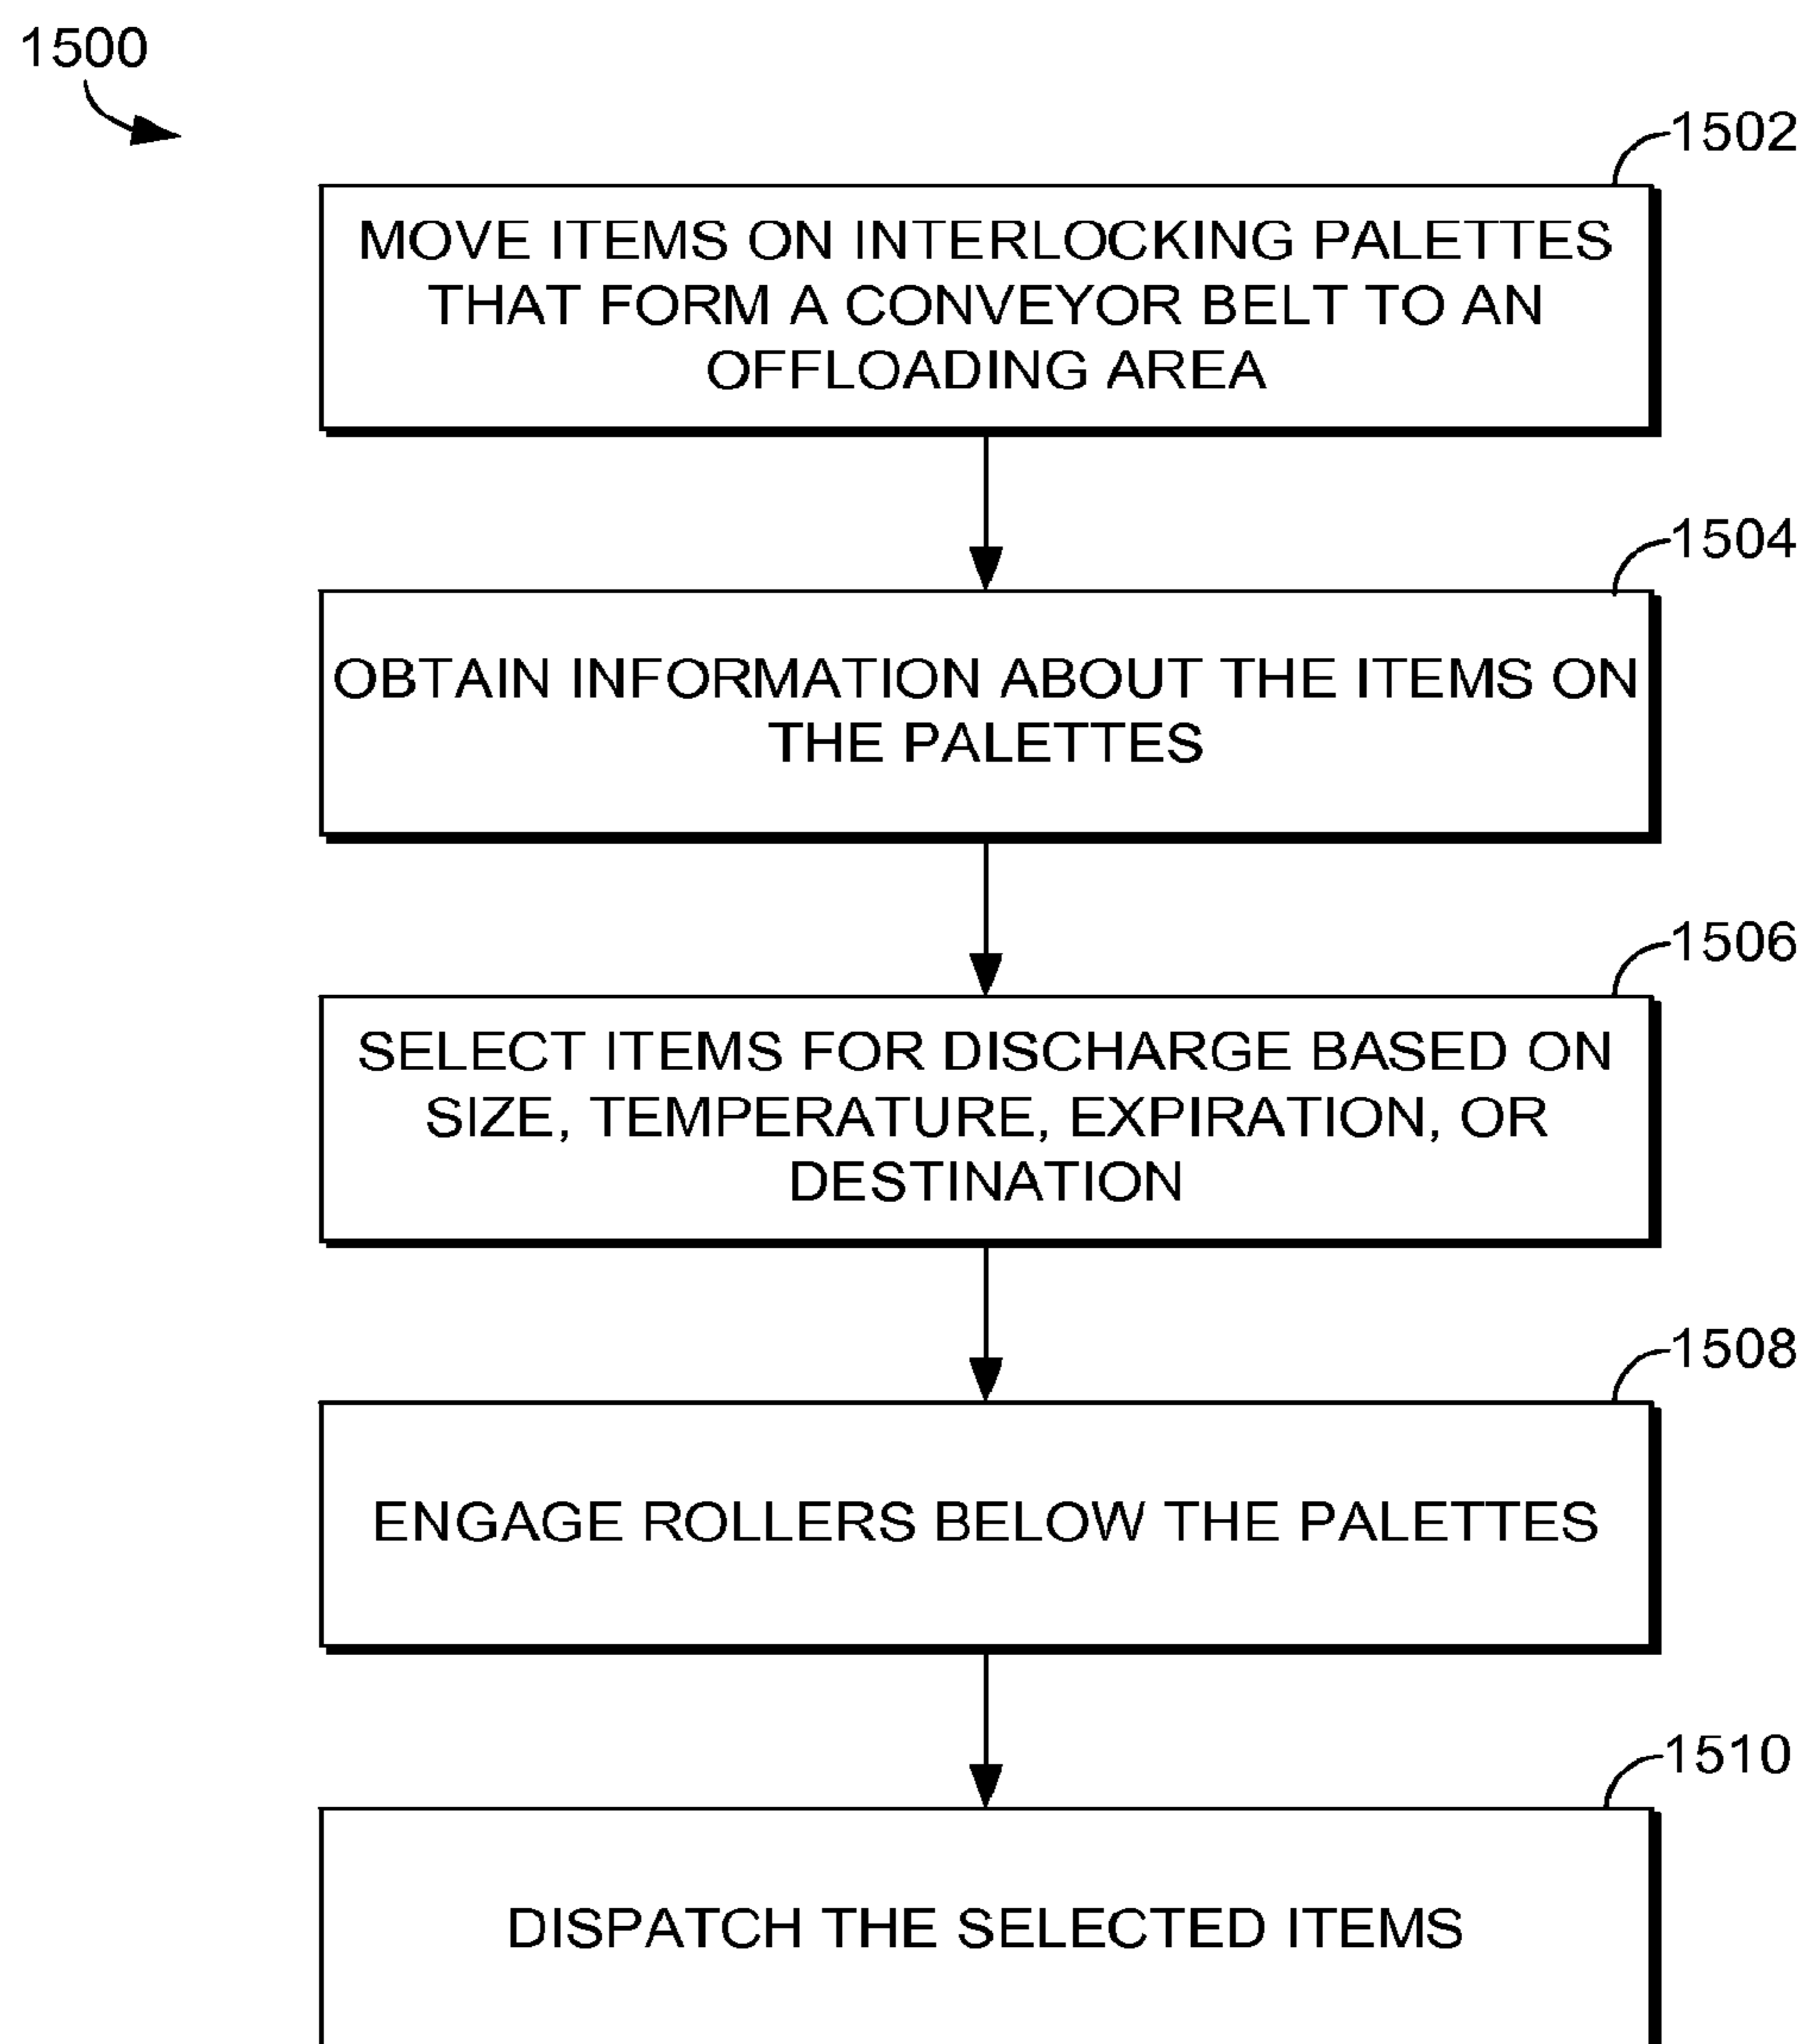 1500
1502
MOVE ITEMS ON INTERLOCKING PALETTES
THAT FORM A CONVEYOR BELT TO AN
OFFLOADING AREA
1504
OBTAIN INFORMATION ABOUT THE ITEMS ON
THE PALETTES
1506
SELECT ITEMS FOR DISCHARGE BASED ON
SIZE, TEMPERATURE, EXPIRATION, OR
DESTINATION
1508
ENGAGE ROLLERS BELOW THE PALETTES
1510
DISPATCH THE SELECTED ITEMS